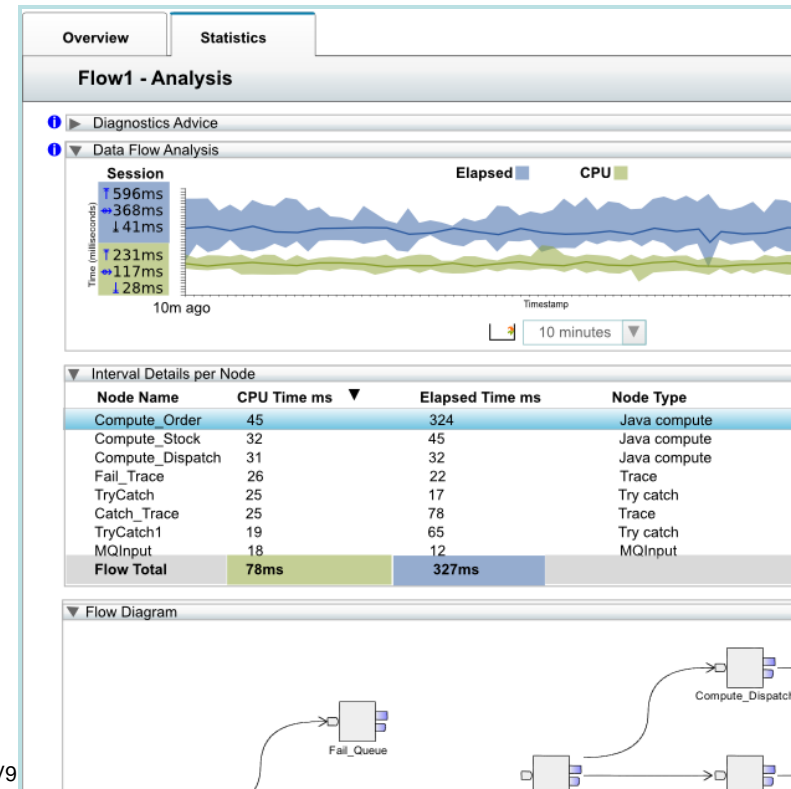 Overview Statistics
Flow1 - Analysis
Diagnostics Advice
Data Flow Analysis
Session Elapsed CPU
596ms
368ms
41ms
231ms
117ms
28ms
Time (milliseconds)
10m ago Timestamp
10 minutes
Interval Details per Node
Node Name CPU Time ms Elapsed Time ms Node Type
Compute_Order 45 324 Java compute
Compute_Stock 32 45 Java compute
Compute_Dispatch 31 32 Java compute
Fail_Trace 26 22 Trace
TryCatch 25 17 Try catch
Catch_Trace 25 78 Trace
TryCatch1 19 65 Try catch
MQInput 18 12 MQInput
Flow Total 78ms 327ms
Flow Diagram
Compute_Dispatch
Fail_Queue
/9